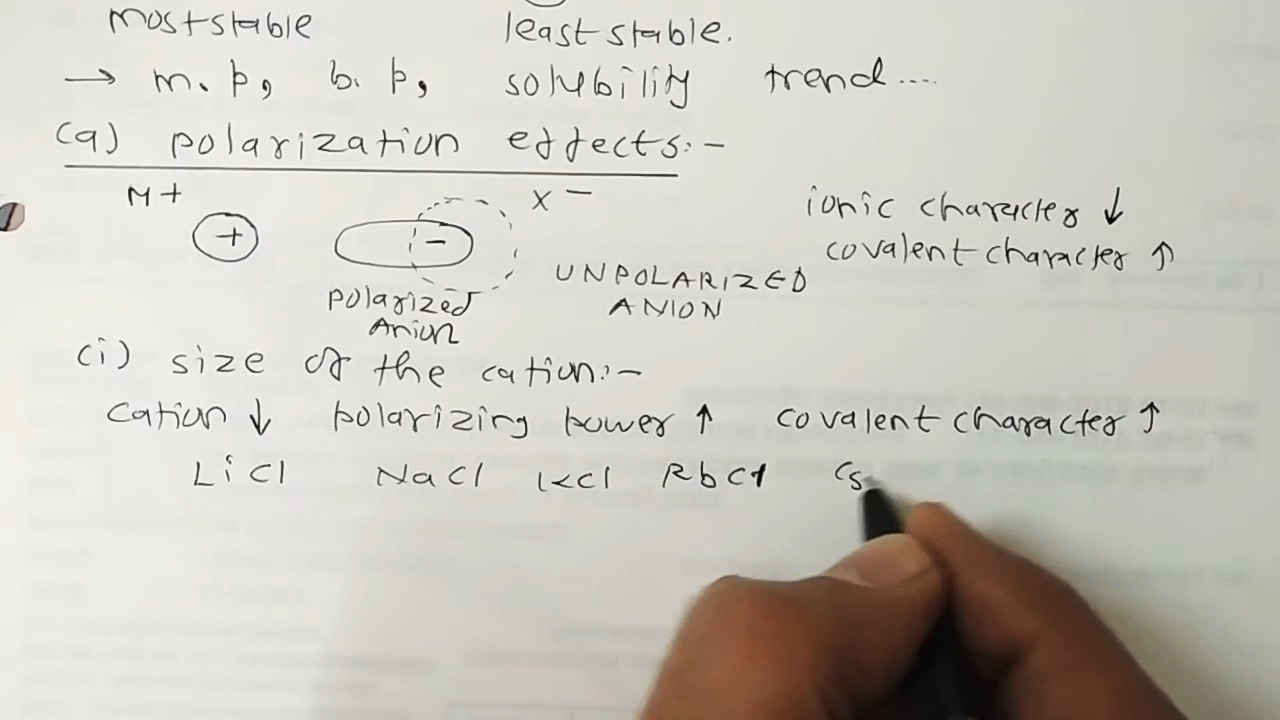 most stable least stable.
→ m.p, b.p, solubility trend....
(a) polarization effects:-
M+ X-
+ -
ionic character ↓
covalent character ↑
polarized Anion
UNPOLARIZED ANION
(i) size of the cation:-
cation ↓ polarizing power ↑ covalent character ↑
LiCl NaCl KCl RbCl Cs